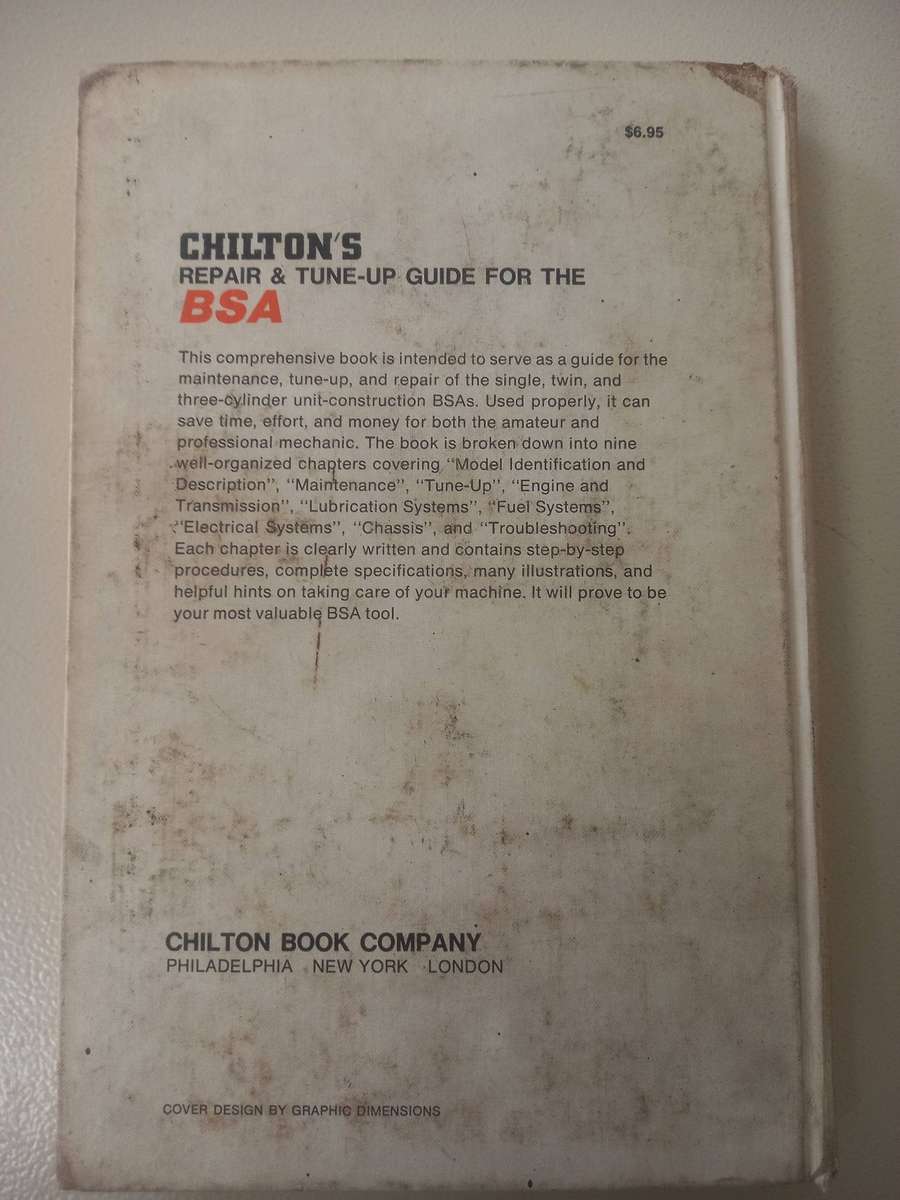 $6.95
CHILTON'S
REPAIR & TUNE-UP GUIDE FOR THE
BSA
This comprehensive book is intended to serve as a guide for the
maintenance, tune-up, and repair of the single, twin, and
three-cylinder unit-construction BSAs. Used properly, it can
save time, effort, and money for both the amateur and
professional mechanic. The book is broken down into nine
well-organized chapters covering “Model Identification and
Description”, “Maintenance”, “Tune-Up”, “Engine and
Transmission”, “Lubrication Systems”, “Fuel Systems”,
“Electrical Systems”, “Chassis”, and “Troubleshooting”.
Each chapter is clearly written and contains step-by-step
procedures, complete specifications, many illustrations, and
helpful hints on taking care of your machine. It will prove to be
your most valuable BSA tool.
CHILTON BOOK COMPANY
PHILADELPHIA NEW YORK LONDON
COVER DESIGN BY GRAPHIC DIMENSIONS